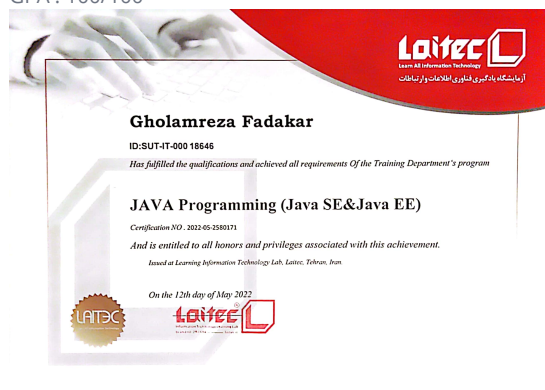 GPA : 100/100
Laitec
Learn All Information Technology
آزمایشگاه یادگیری فناوری اطلاعات و ارتباطات
Gholamreza Fadakar
ID:SUT-IT-000 18646
Has fulfilled the qualifications and achieved all requirements Of the Training Department's program
JAVA Programming (Java SE&Java EE)
Certification NO . 2022-05-2580171
And is entitled to all honors and privileges associated with this achievement.
Issued at Learning Information Technology Lab, Laitec, Tehran, Iran.
On the 12th day of May 2022
LAITEC
Laitec